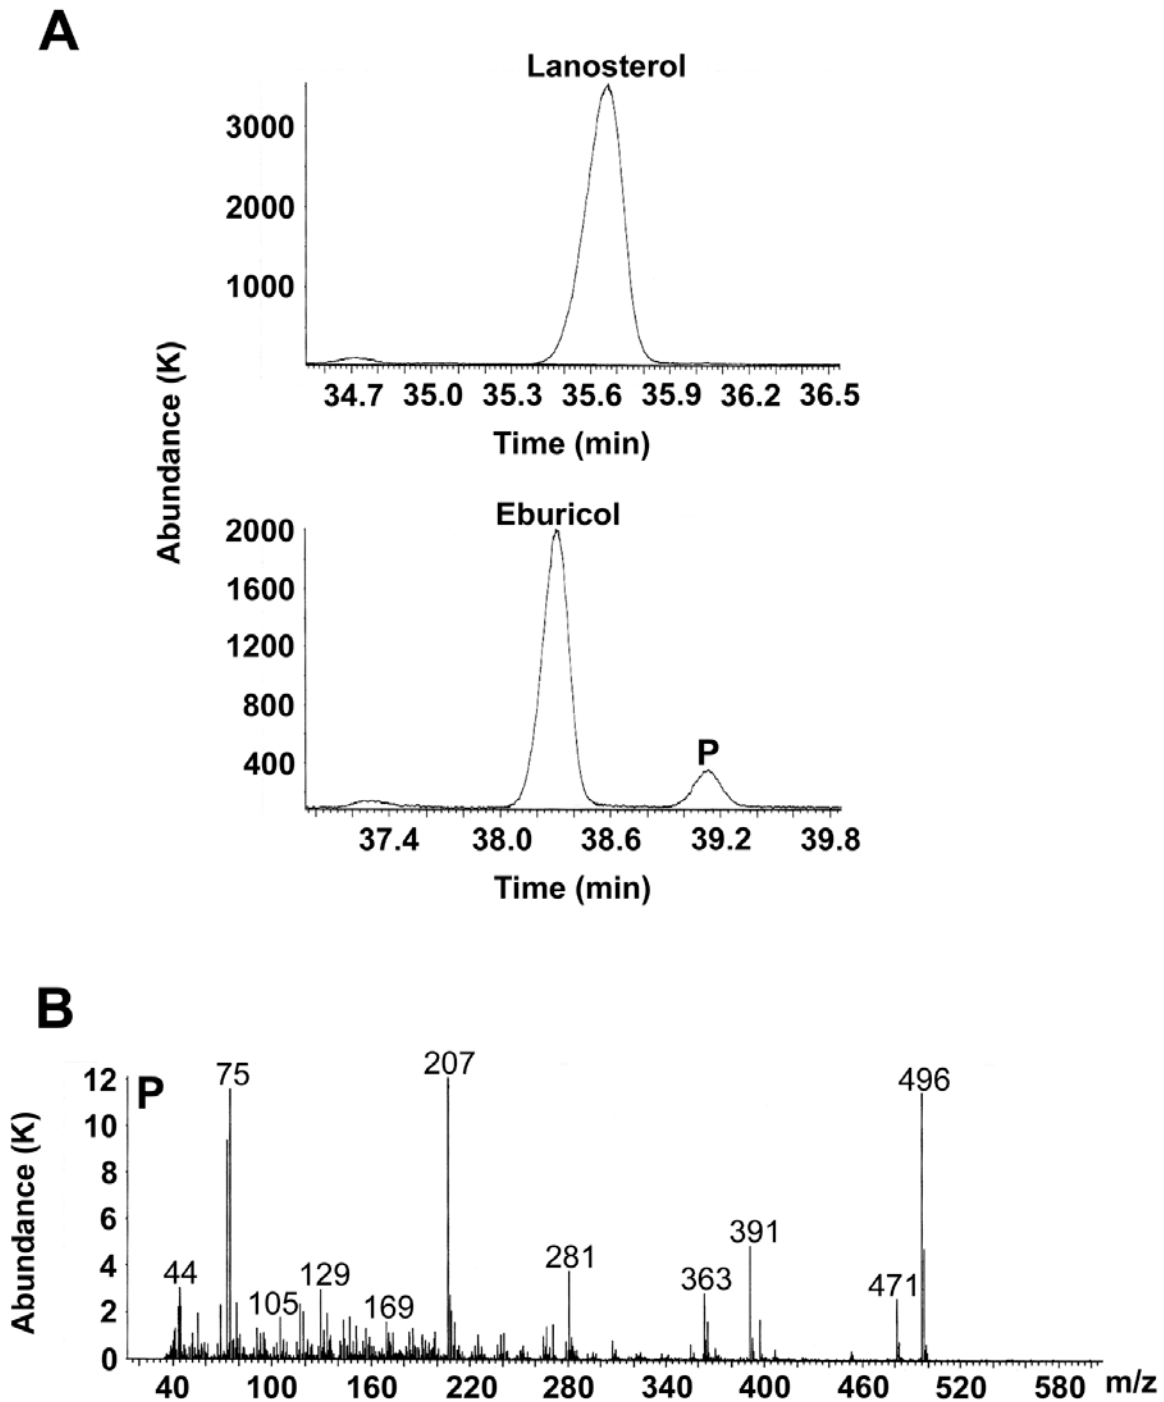 A
Lanosterol
3000
2000
1000
34.7 35.0 35.3 35.6 35.9 36.2 36.5
Time (min)
Abundance (K)
Eburicol
2000
1600
1200
800
400
P
37.4 38.0 38.6 39.2 39.8
Time (min)
B
P
12
10
8
6
4
2
0
Abundance (K)
44
75
105
129
169
207
281
363
391
471
496
40 100 160 220 280 340 400 460 520 580 m/z